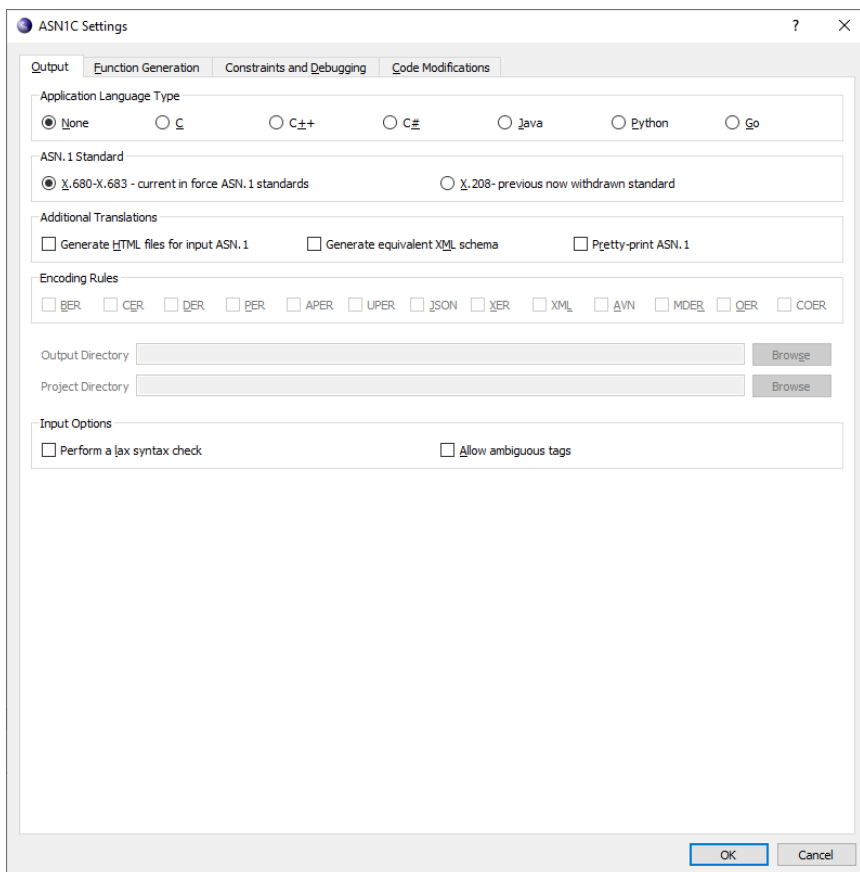 ASN1C Settings
Output Function Generation Constraints and Debugging Code Modifications
Application Language Type
None C C++ C# Java Python Go
ASN.1 Standard
X.680-X.683 - current in force ASN.1 standards X.208- previous now withdrawn standard
Additional Translations
Generate HTML files for input ASN.1 Generate equivalent XML schema Pretty-print ASN.1
Encoding Rules
BER CER DER PER APER UPER JSON XER XML AVN MDER OER COER
Output Directory Browse
Project Directory Browse
Input Options
Perform a lax syntax check Allow ambiguous tags
OK Cancel